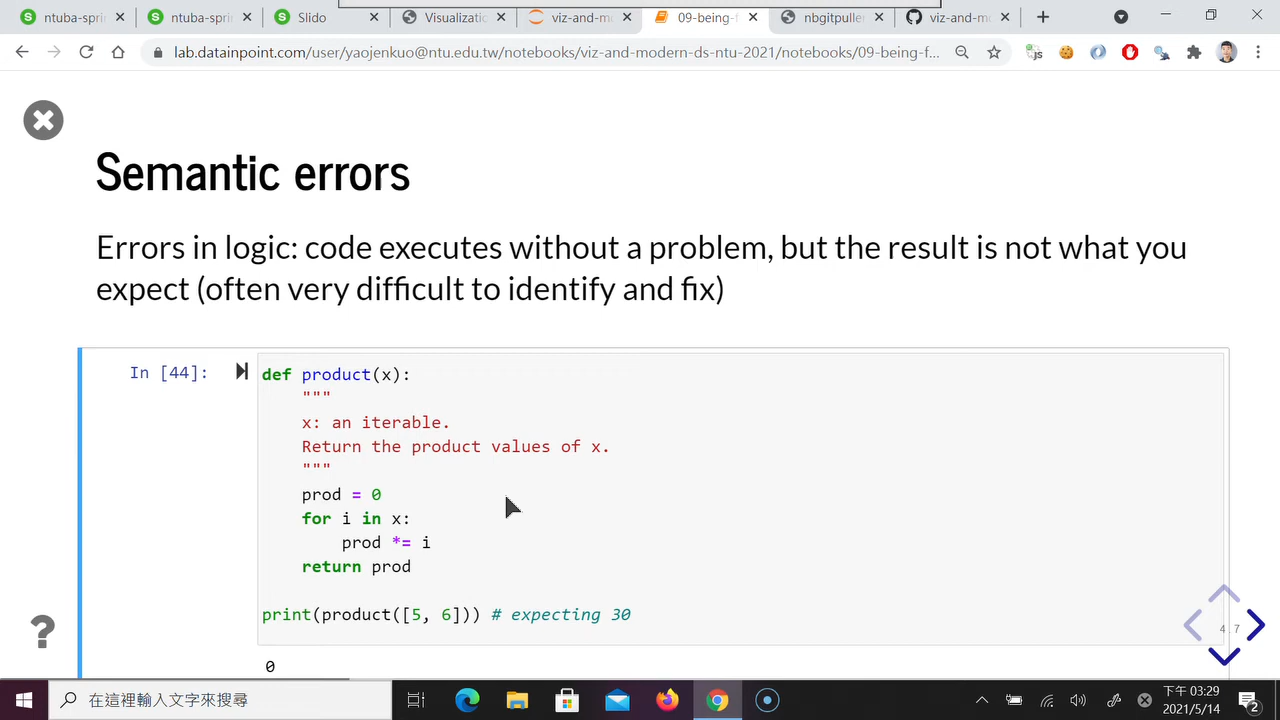 ntuba-spri
ntuba-spri
Slido
Visualizati
viz-and-m
09-being-f
nbgitpulle
viz-and-mo
lab.datainpoint.com/user/yaojenkuo@ntu.edu.tw/notebooks/viz-and-modern-ds-ntu-2021/notebooks/09-being-f...
JS
Semantic errors
Errors in logic: code executes without a problem, but the result is not what you
expect (often very difficult to identify and fix)
In [44]:
def product(x):
"""
x: an iterable.
Return the product values of x.
"""
prod = 0
for i in x:
prod *= i
return prod
print(product([5, 6])) # expecting 30
0
4.7
?
在這裡輸入文字來搜尋
下午 03:29
2021/5/14
2